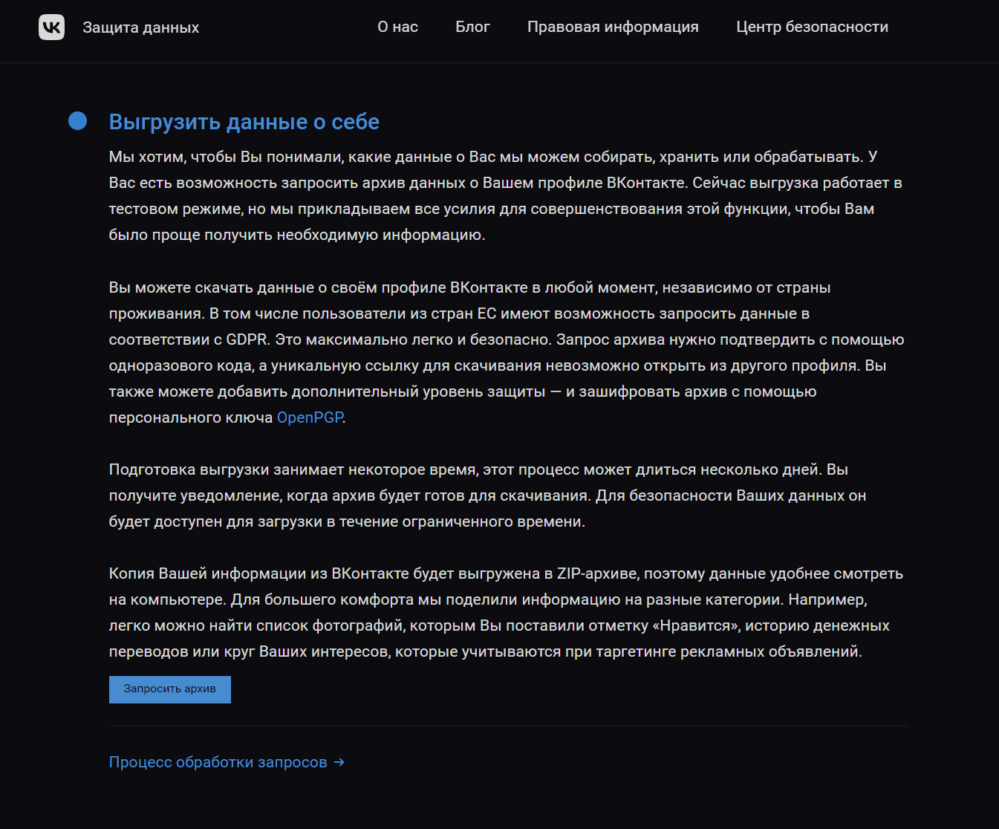 Защита данных
О нас
Блог
Правовая информация
Центр безопасности
Выгрузить данные о себе
Мы хотим, чтобы Вы понимали, какие данные о Вас мы можем собирать, хранить или обрабатывать. У
Вас есть возможность запросить архив данных о Вашем профиле ВКонтакте. Сейчас выгрузка работает в
тестовом режиме, но мы прикладываем все усилия для совершенствования этой функции, чтобы Вам
было проще получить необходимую информацию.
Вы можете скачать данные о своём профиле ВКонтакте в любой момент, независимо от страны
проживания. В том числе пользователи из стран ЕС имеют возможность запросить данные в
соответствии с GDPR. Это максимально легко и безопасно. Запрос архива нужно подтвердить с помощью
одноразового кода, а уникальную ссылку для скачивания невозможно открыть из другого профиля. Вы
также можете добавить дополнительный уровень защиты — и зашифровать архив с помощью
персонального ключа OpenPGP.
Подготовка выгрузки занимает некоторое время, этот процесс может длиться несколько дней. Вы
получите уведомление, когда архив будет готов для скачивания. Для безопасности Ваших данных он
будет доступен для загрузки в течение ограниченного времени.
Копия Вашей информации из ВКонтакте будет выгружена в ZIP-архиве, поэтому данные удобнее смотреть
на компьютере. Для большего комфорта мы поделили информацию на разные категории. Например,
легко можно найти список фотографий, которым Вы поставили отметку «Нравится», историю денежных
переводов или круг Ваших интересов, которые учитываются при таргетинге рекламных объявлений.
Запросить архив
Процесс обработки запросов →